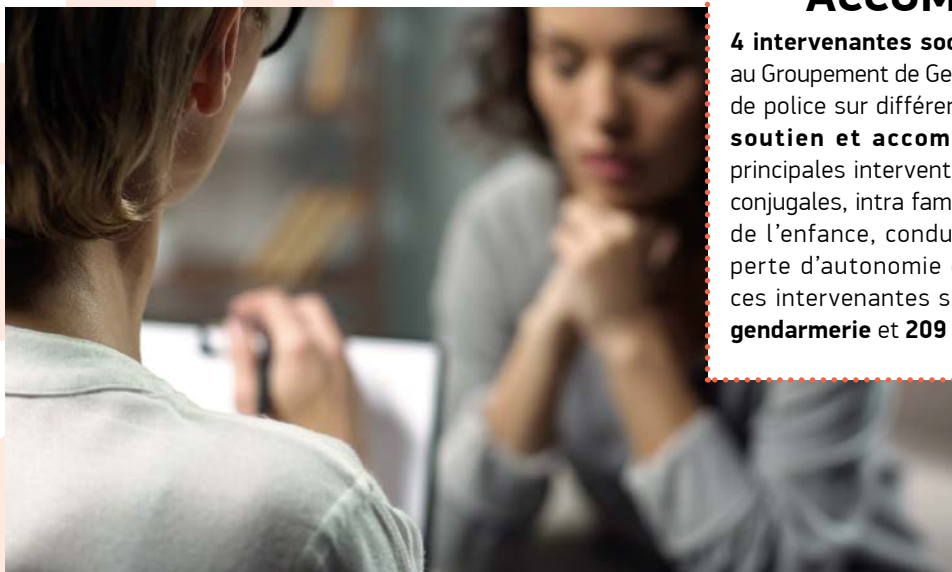 ACCOM
4 intervenantes soc
au Groupement de Ge
de police sur différen
soutien et accom
principales intervent
conjugales, intra fam
de l'enfance, condu
perte d'autonomie
ces intervenantes s
gendarmerie et 209